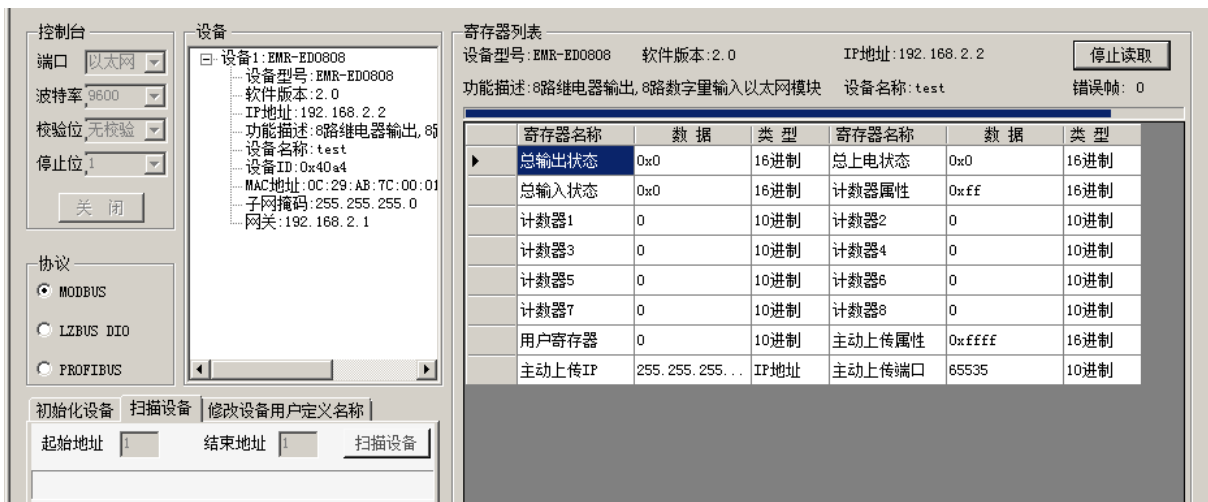 控制台
端口 以太网
波特率 9600
校验位 无校验
停止位 1
关 闭
协议
MODBUS
LZBUS DIO
PROFIBUS
设备
设备1:EMR-ED0808
设备型号:EMR-ED0808
软件版本:2.0
IP地址:192.168.2.2
功能描述:8路继电器输出,8路
设备名称:test
设备ID:0x40a4
MAC地址:0C:29:AB:7C:00:01
子网掩码:255.255.255.0
网关:192.168.2.1
初始化设备 扫描设备 修改设备用户定义名称
起始地址 1 结束地址 1 扫描设备
寄存器列表
设备型号:EMR-ED0808 软件版本:2.0 IP地址:192.168.2.2 停止读取
功能描述:8路继电器输出,8路数字里输入以太网模块 设备名称:test 错误帧: 0
寄存器名称 数 据 类 型 寄存器名称 数 据 类 型
总输出状态 0x0 16进制 总上电状态 0x0 16进制
总输入状态 0x0 16进制 计数器属性 0xff 16进制
计数器1 0 10进制 计数器2 0 10进制
计数器3 0 10进制 计数器4 0 10进制
计数器5 0 10进制 计数器6 0 10进制
计数器7 0 10进制 计数器8 0 10进制
用户寄存器 0 10进制 主动上传属性 0xffff 16进制
主动上传IP 255.255.255... IP地址 主动上传端口 65535 10进制